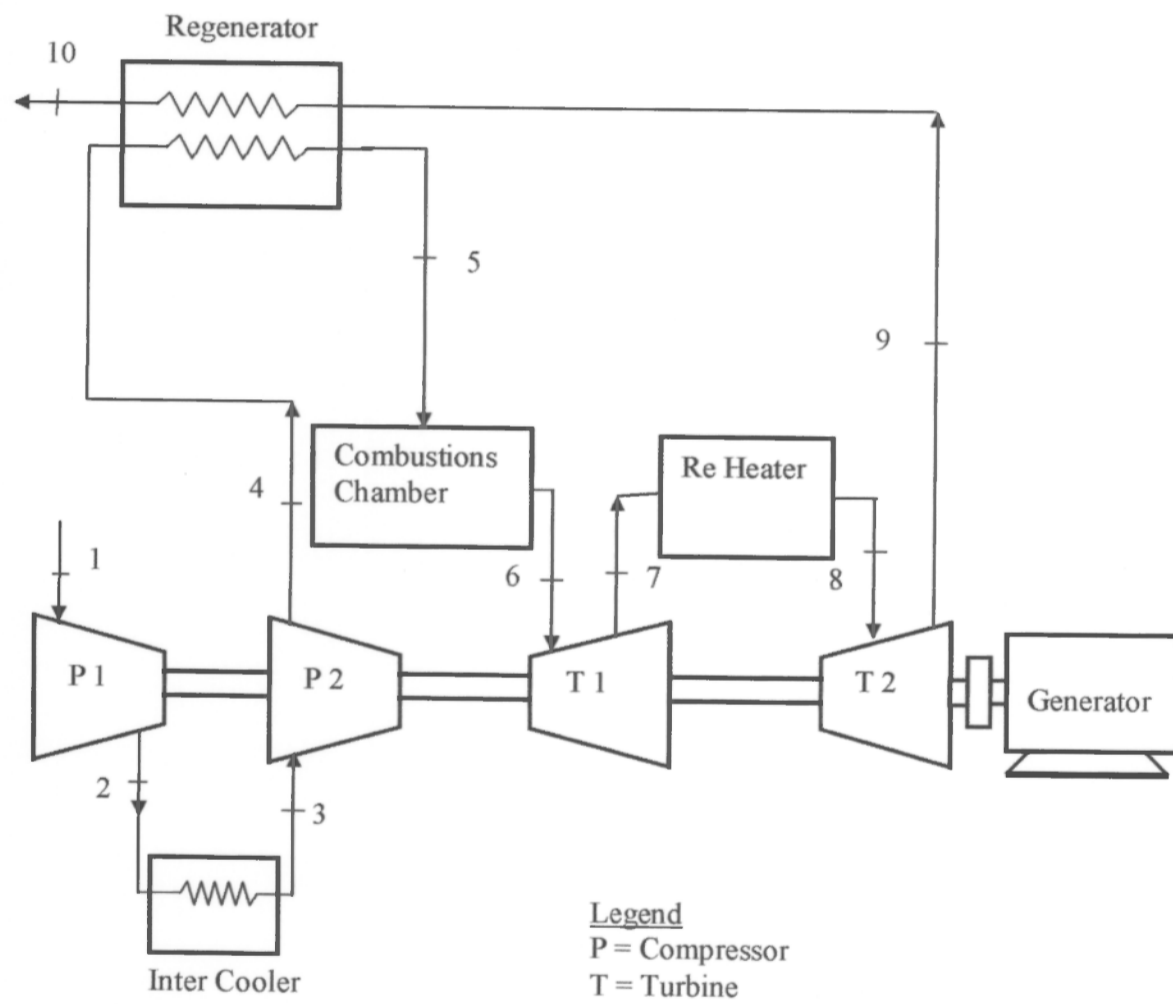 Regenerator
10
5
9
Combustions
Chamber
Re Heater
4
1
6
7
8
P 1
P 2
T 1
T 2
Generator
2
3
Inter Cooler
Legend
P = Compressor
T = Turbine